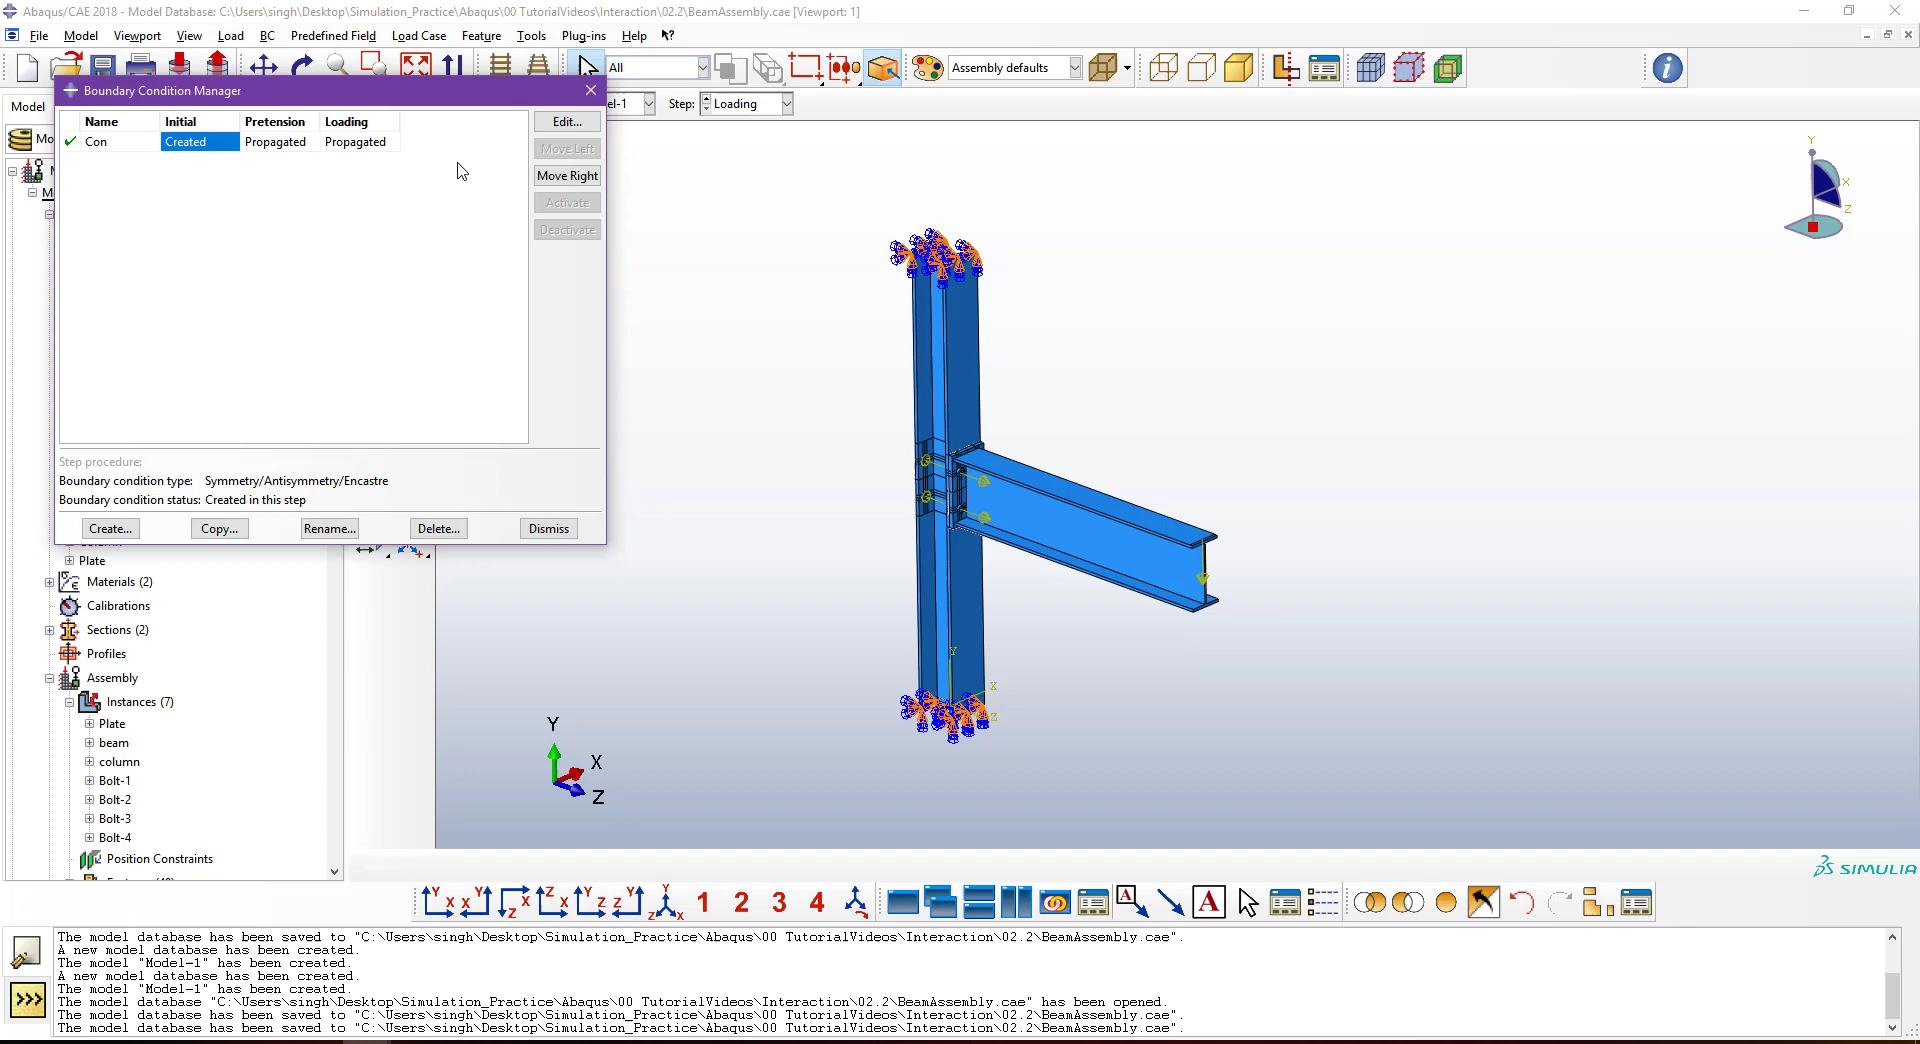 Abaqus/CAE 2018 - Model Database: C:\Users\singh\Desktop\Simulation_Practice\Abaqus\00 TutorialVideos\Interaction\02.2\BeamAssembly.cae [Viewport: 1]
File Model Viewport View Load BC Predefined Field Load Case Feature Tools Plug-ins Help
All Assembly defaults
Boundary Condition Manager
Model
el-1 Step: Loading
Name Initial Pretension Loading
Con Created Propagated Propagated
Edit...
Move Left
Move Right
Activate
Deactivate
Step procedure:
Boundary condition type: Symmetry/Antisymmetry/Encastre
Boundary condition status: Created in this step
Create... Copy... Rename... Delete... Dismiss
Plate
Materials (2)
Calibrations
Sections (2)
Profiles
Assembly
Instances (7)
Plate
beam
column
Bolt-1
Bolt-2
Bolt-3
Bolt-4
Position Constraints
Y
X
Z
Y
X
Z
Y
X
Z
SIMULIA
1 2 3 4
The model database has been saved to "C:\Users\singh\Desktop\Simulation_Practice\Abaqus\00 TutorialVideos\Interaction\02.2\BeamAssembly.cae".
A new model database has been created.
The model "Model-1" has been created.
A new model database has been created.
The model "Model-1" has been created.
The model database "C:\Users\singh\Desktop\Simulation_Practice\Abaqus\00 TutorialVideos\Interaction\02.2\BeamAssembly.cae" has been opened.
The model database has been saved to "C:\Users\singh\Desktop\Simulation_Practice\Abaqus\00 TutorialVideos\Interaction\02.2\BeamAssembly.cae".
The model database has been saved to "C:\Users\singh\Desktop\Simulation_Practice\Abaqus\00 TutorialVideos\Interaction\02.2\BeamAssembly.cae".